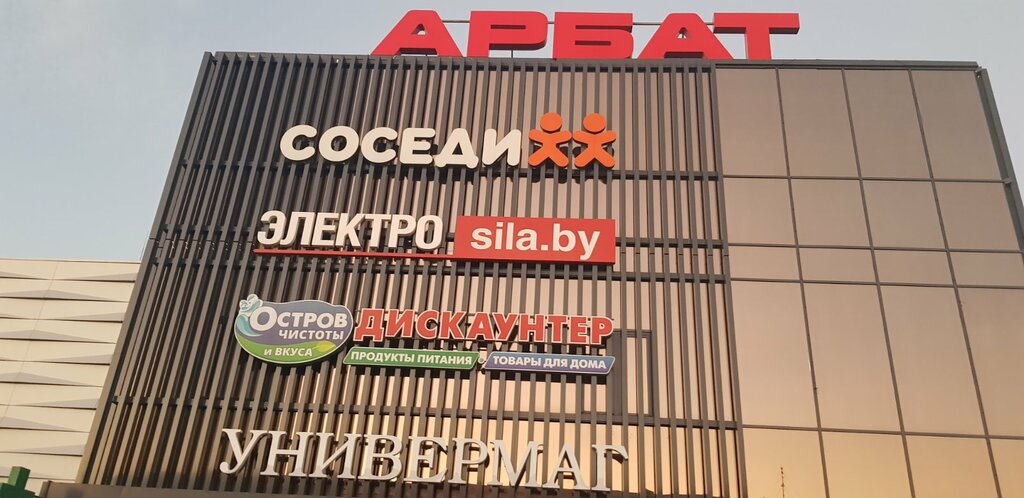 АРБАТ
СОСЕДИ
ЭЛЕКТРО sila.by
ОСТРОВ
ЧИСТОТЫ
И ВКУСА
ДИСКАУНТЕР
ПРОДУКТЫ ПИТАНИЯ ТОВАРЫ ДЛЯ ДОМА
УНИВЕРМАГ